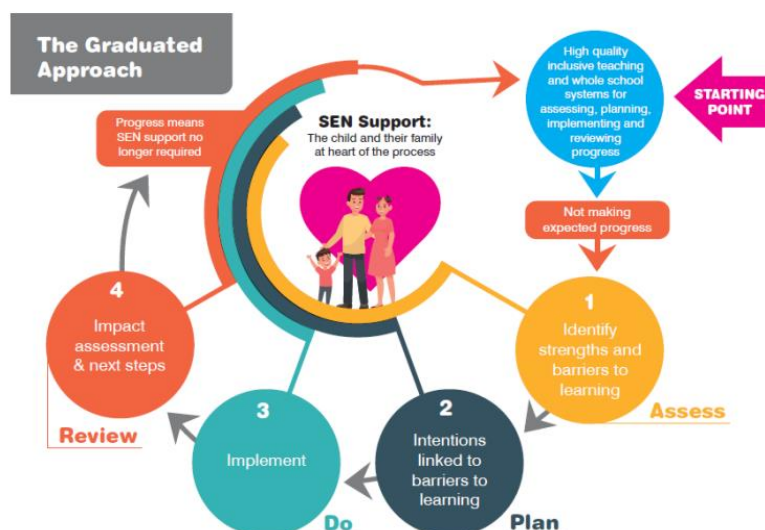 The Graduated
Approach
High quality
inclusive teaching
and whole school
systems for
assessing, planning,
implementing and
reviewing
progress
STARTING
POINT
Progress means
SEN support no
longer required
SEN Support:
The child and their family
at heart of the process
Not making
expected progress
1
Identify
strengths and
barriers to
learning
Assess
2
Intentions
linked to
barriers to
learning
Plan
3
Implement
Do
4
Impact
assessment
& next steps
Review